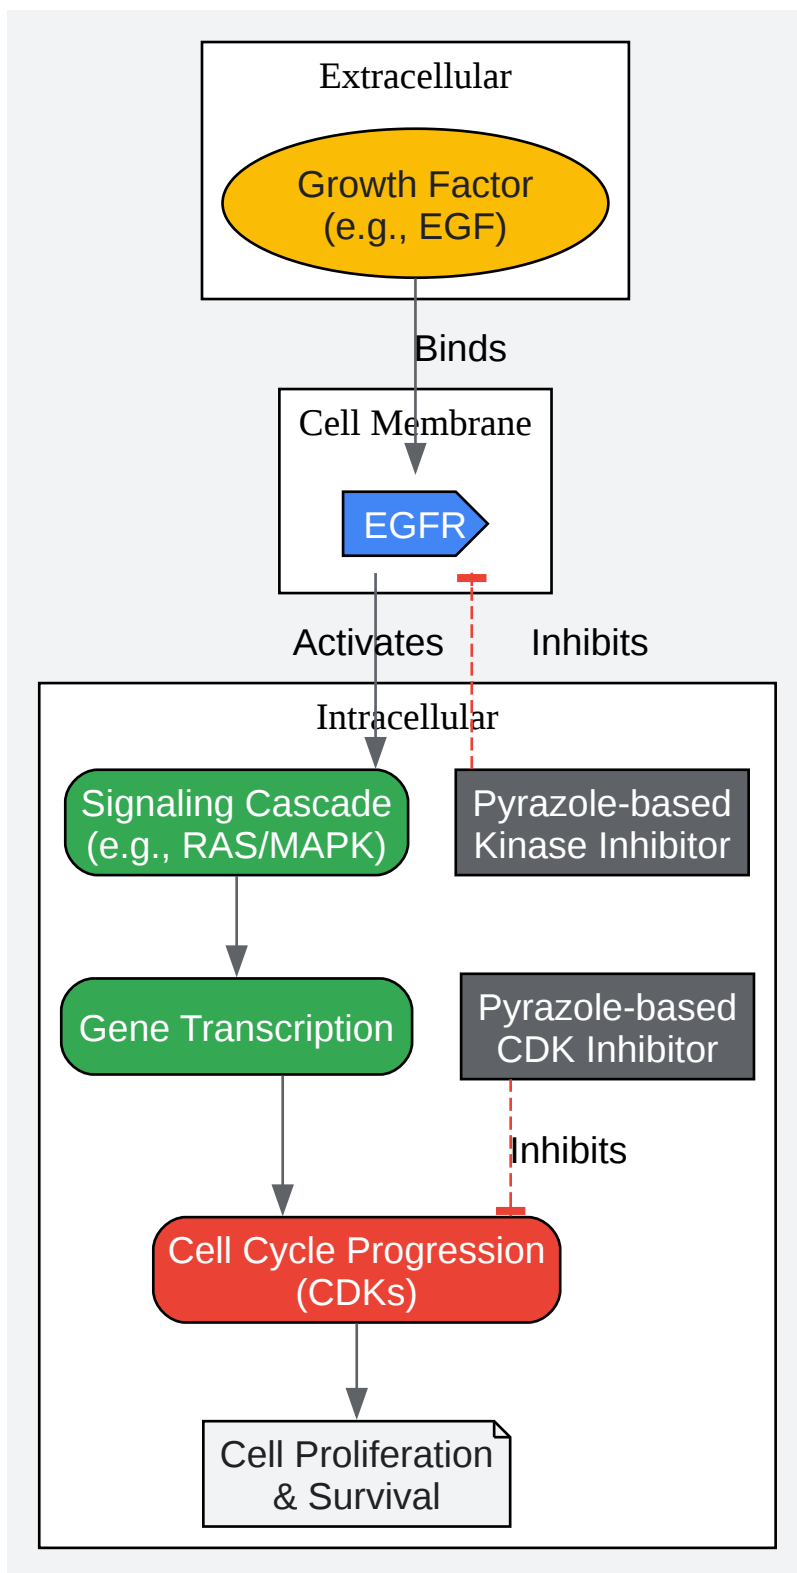 Extracellular
Growth Factor
(e.g., EGF)
Binds
Cell Membrane
EGFR
Activates
Inhibits
Intracellular
Signaling Cascade
(e.g., RAS/MAPK)
Pyrazole-based
Kinase Inhibitor
Gene Transcription
Pyrazole-based
CDK Inhibitor
Inhibits
Cell Cycle Progression
(CDKs)
Cell Proliferation
& Survival